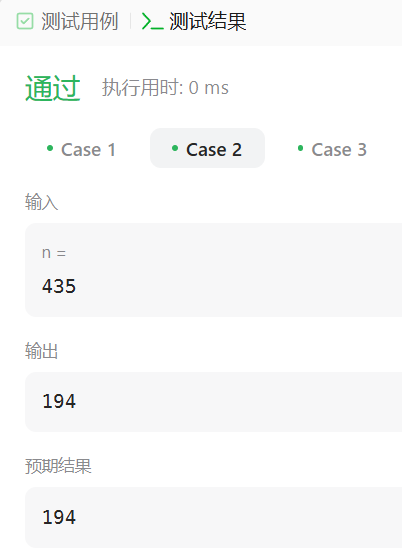 测试用例 测试结果
通过 执行用时: 0 ms
Case 1 Case 2 Case 3
输入
n =
435
输出
194
预期结果
194